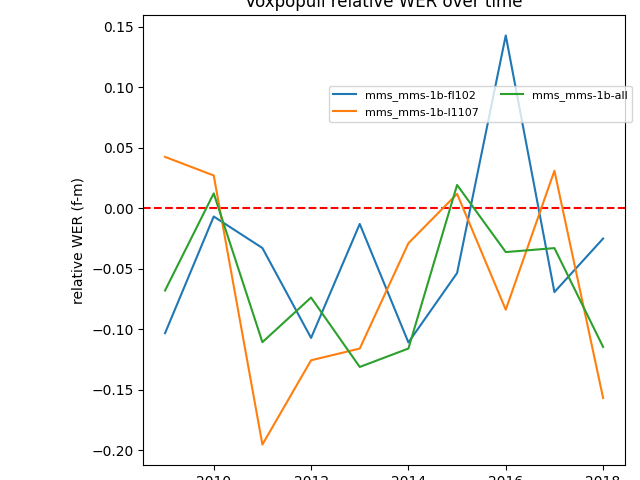 Voxpopuli relative WER over time
0.15
0.10
0.05
0.00
−0.05
−0.10
−0.15
−0.20
relative WER (f-m)
mms_mms-1b-fl102
mms_mms-1b-l1107
mms_mms-1b-all
2010 2012 2014 2016 2018